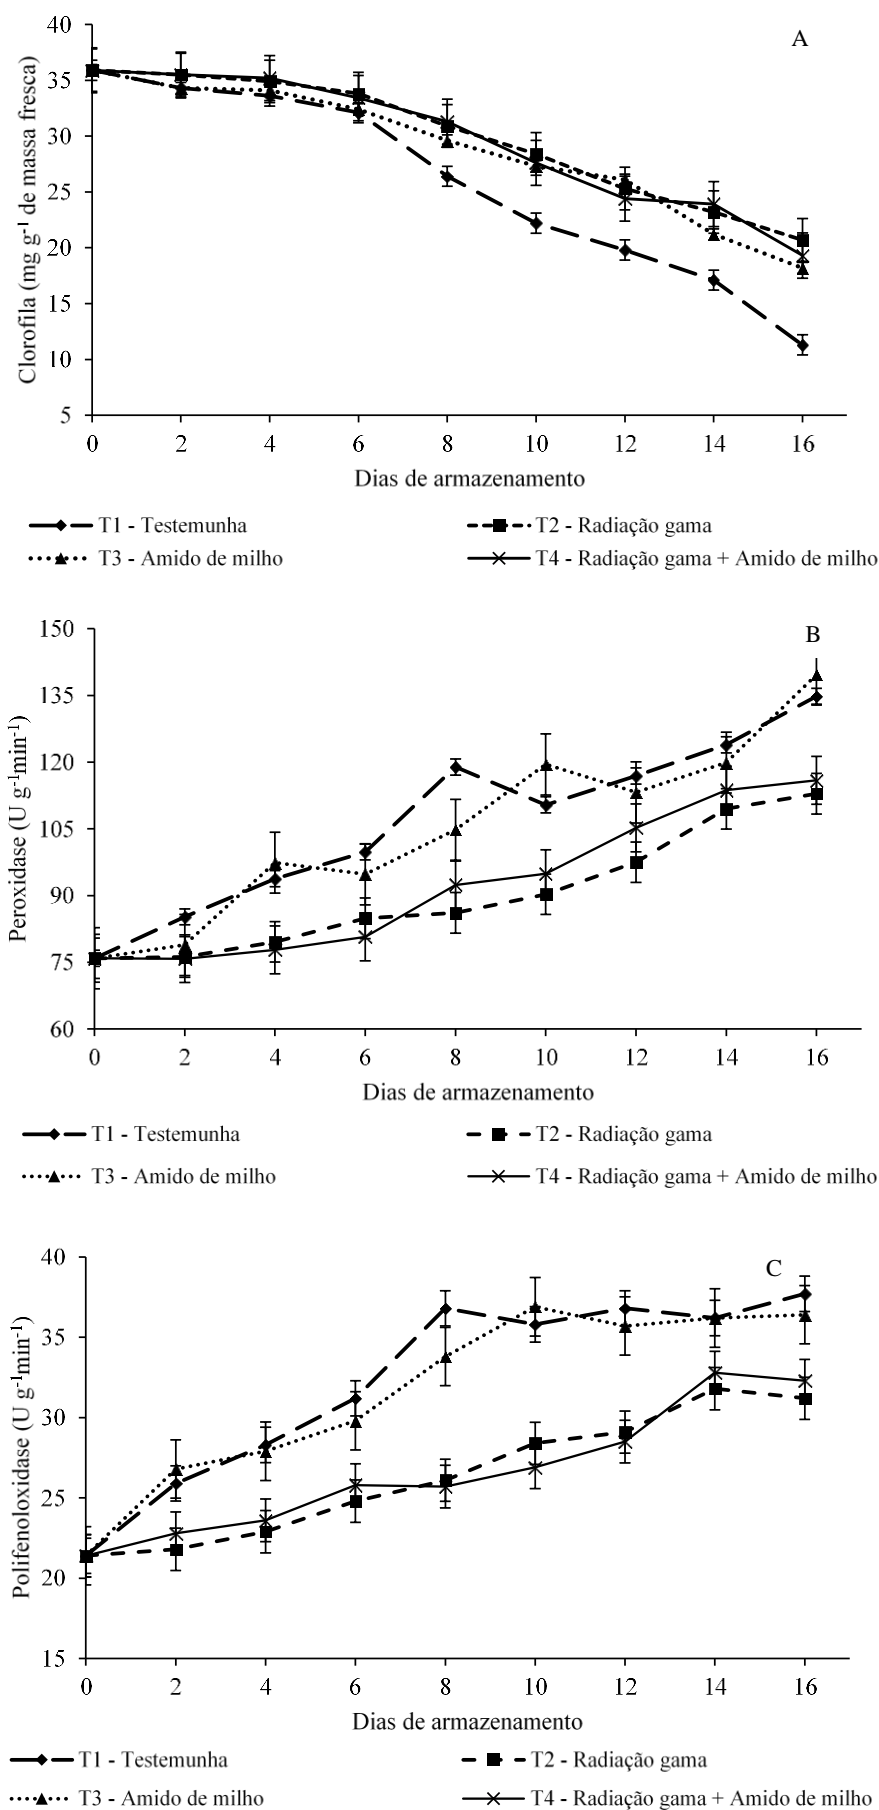 A
Clorofila (mg g-1 de massa fresca)
40
35
30
25
20
15
10
5
0 2 4 6 8 10 12 14 16
Dias de armazenamento
T1 - Testemunha T2 - Radiação gama
T3 - Amido de milho T4 - Radiação gama + Amido de milho
B
Peroxidase (U g-1min-1)
150
135
120
105
90
75
60
0 2 4 6 8 10 12 14 16
Dias de armazenamento
T1 - Testemunha T2 - Radiação gama
T3 - Amido de milho T4 - Radiação gama + Amido de milho
C
Polifenoloxidase (U g-1min-1)
40
35
30
25
20
15
0 2 4 6 8 10 12 14 16
Dias de armazenamento
T1 - Testemunha T2 - Radiação gama
T3 - Amido de milho T4 - Radiação gama + Amido de milho